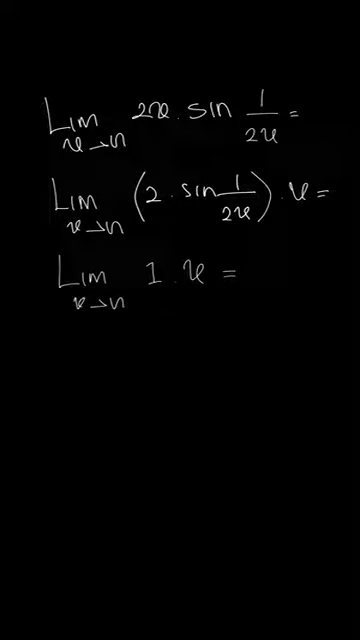 Lim x→n 2x · sin 1/2x =
Lim x→n (2 · sin 1/2x) · x =
Lim x→n 1 · x =